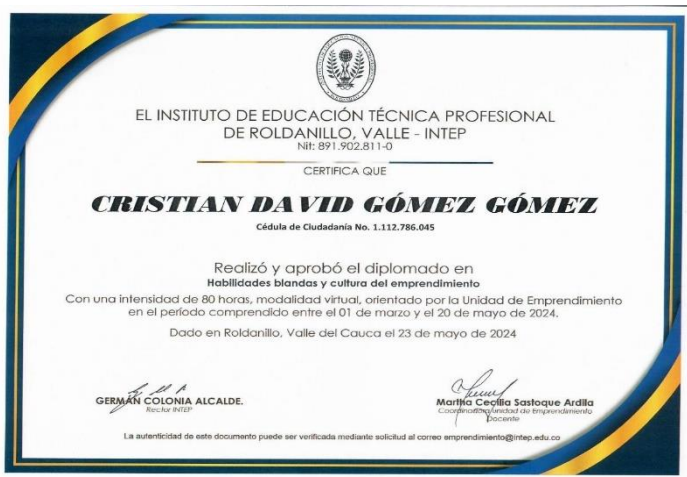 EL INSTITUTO DE EDUCACIÓN TÉCNICA PROFESIONAL
DE ROLDANILLO, VALLE - INTEP
Nit: 891.902.811-0
CERTIFICA QUE
CRISTIAN DAVID GÓMEZ GÓMEZ
Cédula de Ciudadanía No. 1.112.786.045
Realizó y aprobó el diplomado en
Habilidades blandas y cultura del emprendimiento
Con una intensidad de 80 horas, modalidad virtual, orientado por la Unidad de Emprendimiento
en el período comprendido entre el 01 de marzo y el 20 de mayo de 2024.
Dado en Roldanillo, Valle del Cauca el 23 de mayo de 2024
GERMÁN COLONIA ALCALDE.
Rector INTEP
Martha Cecilia Sastoque Ardila
Coordinadora unidad de Emprendimiento
Docente
La autenticidad de este documento puede ser verificada mediante solicitud al correo emprendimiento@intep.edu.co